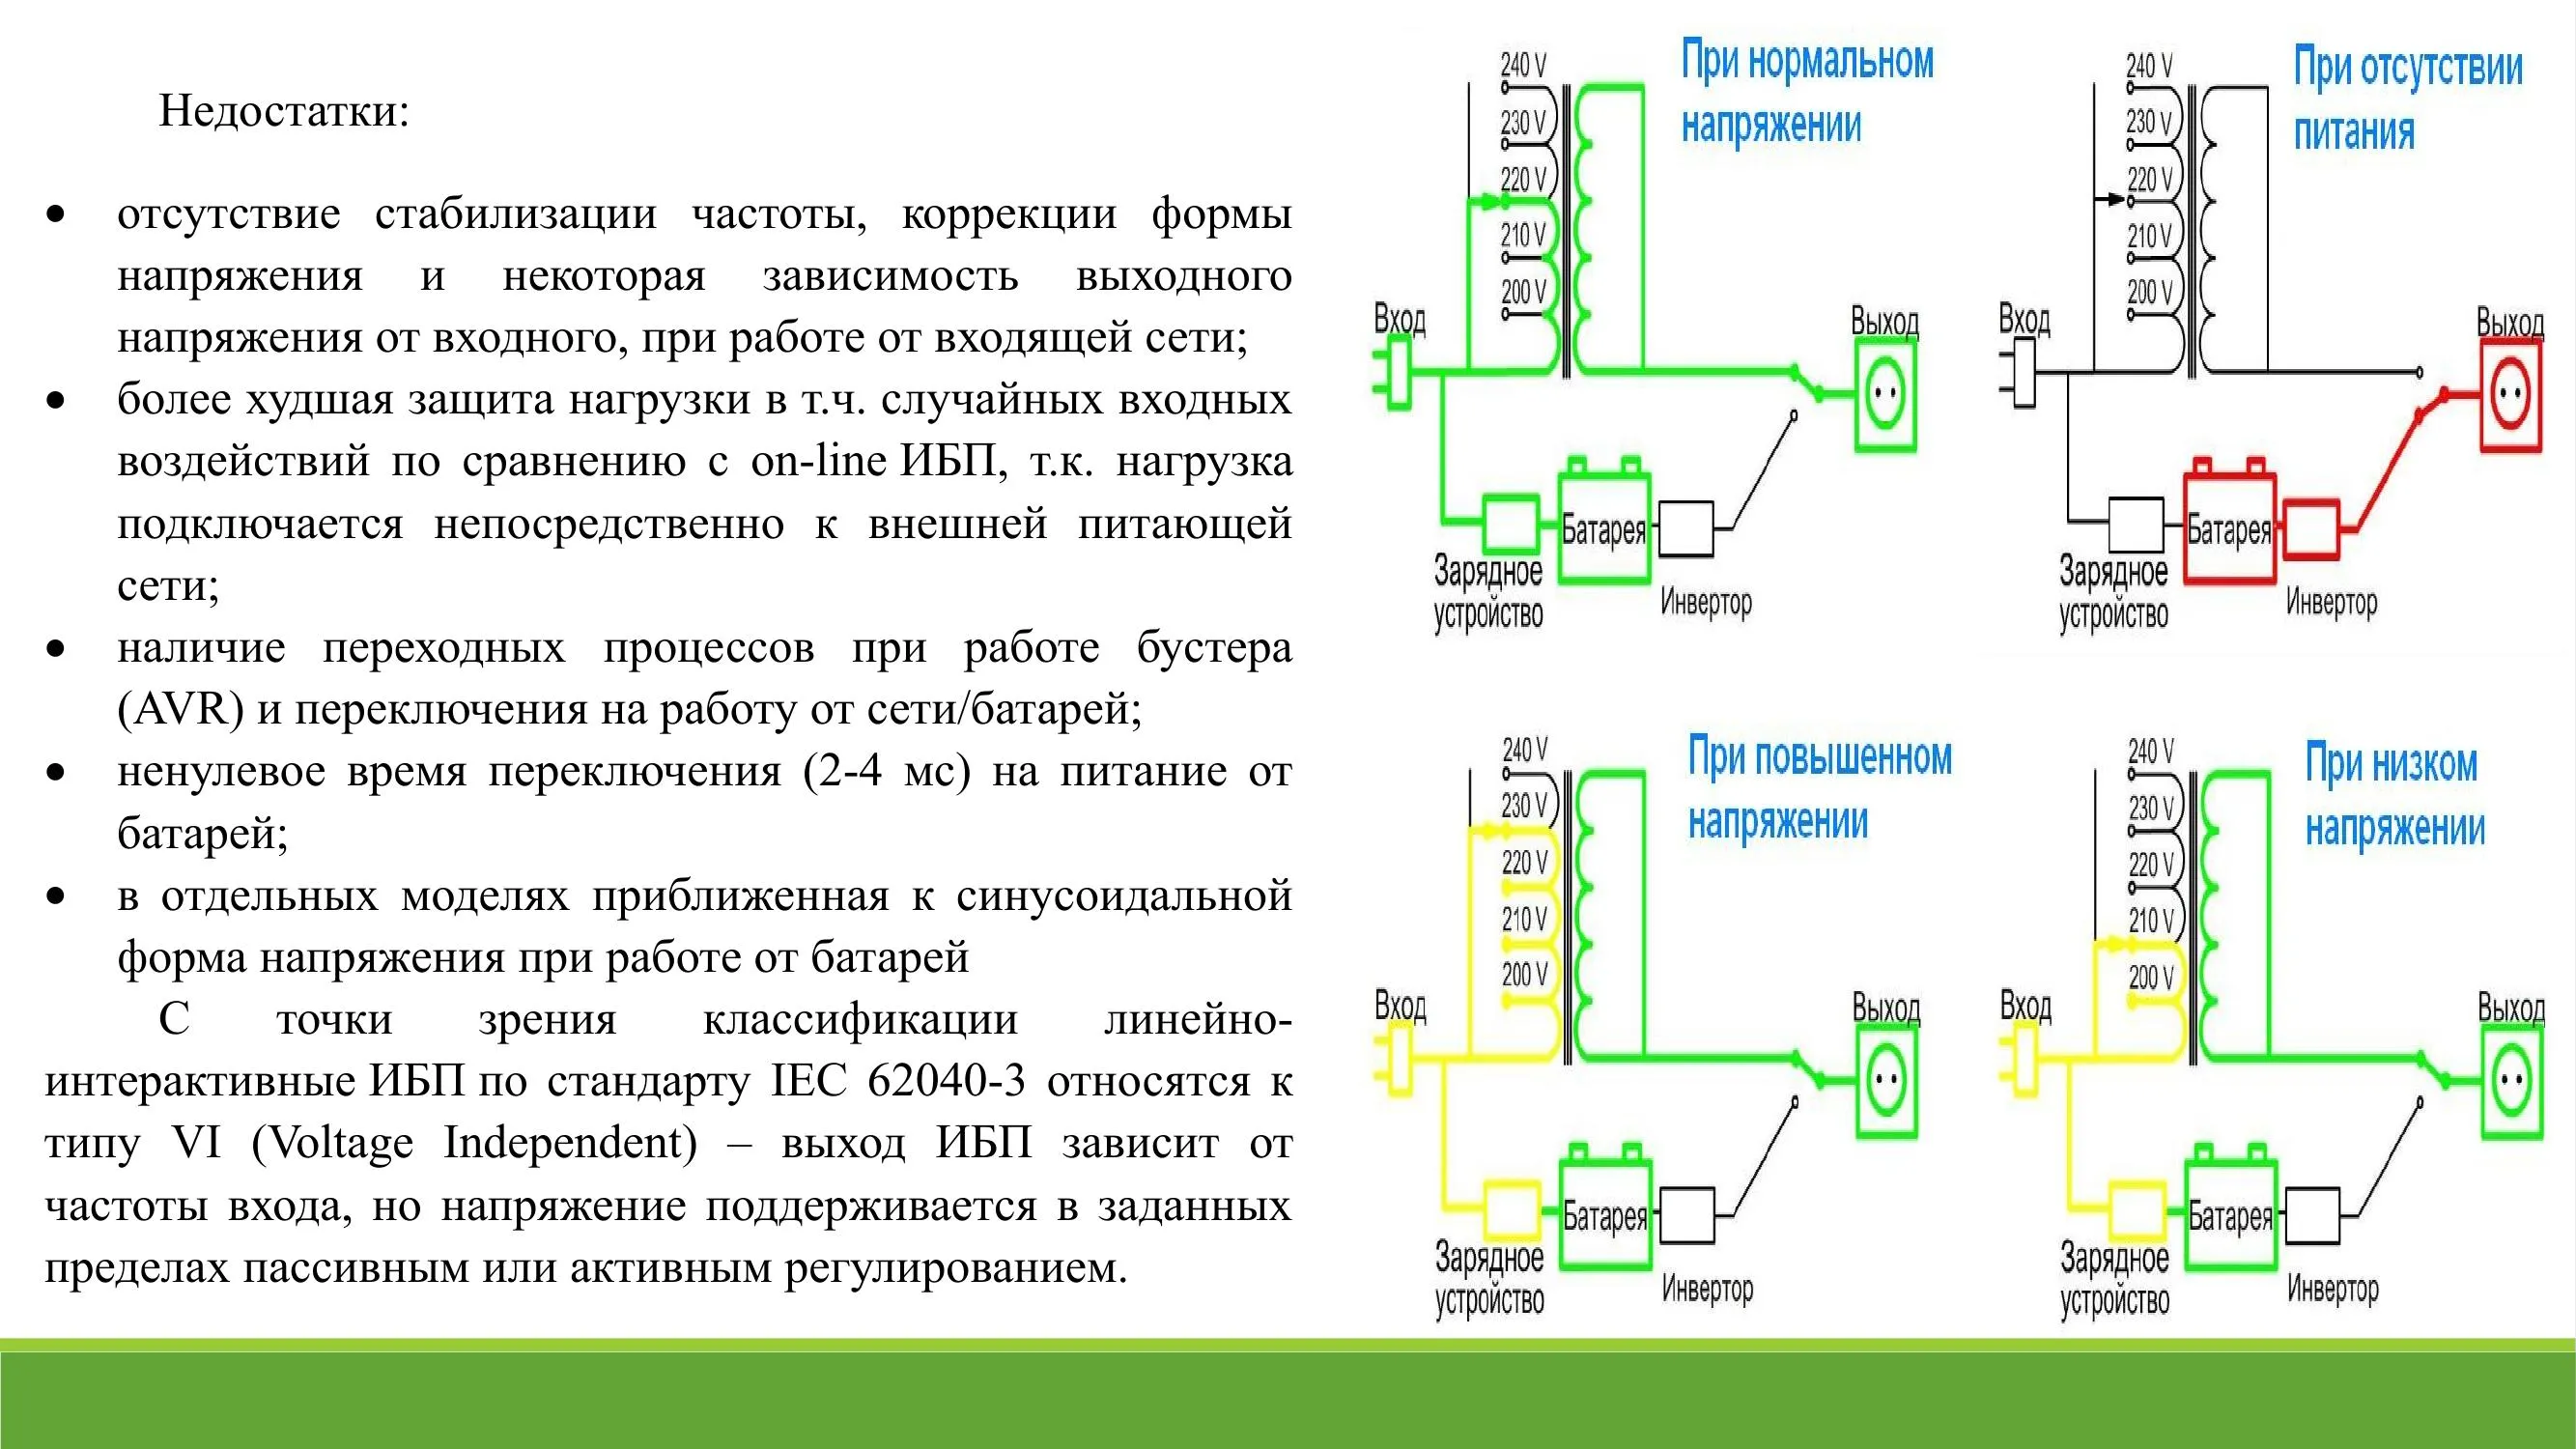 Недостатки:
• отсутствие стабилизации частоты, коррекции формы
напряжения и некоторая зависимость выходного
напряжения от входного, при работе от входящей сети;
• более худшая защита нагрузки в т.ч. случайных входных
воздействий по сравнению с on-line ИБП, т.к. нагрузка
подключается непосредственно к внешней питающей
сети;
• наличие переходных процессов при работе бустера
(AVR) и переключения на работу от сети/батарей;
• ненулевое время переключения (2-4 мс) на питание от
батарей;
• в отдельных моделях приближенная к синусоидальной
форма напряжения при работе от батарей
С точки зрения классификации линейно-
интерактивные ИБП по стандарту IEC 62040-3 относятся к
типу VI (Voltage Independent) – выход ИБП зависит от
частоты входа, но напряжение поддерживается в заданных
пределах пассивным или активным регулированием.
При нормальном
напряжении
240 V
230 V
220 V
210 V
200 V
Вход
Выход
Батарея
Зарядное
устройство
Инвертор
При отсутствии
питания
240 V
230 V
220 V
210 V
200 V
Вход
Выход
Батарея
Зарядное
устройство
Инвертор
При повышенном
напряжении
240 V
230 V
220 V
210 V
200 V
Вход
Выход
Батарея
Зарядное
устройство
Инвертор
При низком
напряжении
240 V
230 V
220 V
210 V
200 V
Вход
Выход
Батарея
Зарядное
устройство
Инвертор